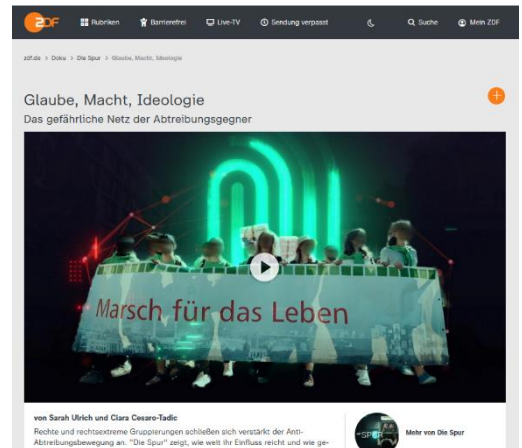 ZDF Rubriken Barrierefrei Live-TV Sendung verpasst Suche Mein ZDF
zdf.de > Doku > Die Spur > Glaube, Macht, Ideologie
Glaube, Macht, Ideologie
Das gefährliche Netz der Abtreibungsgegner
Marsch für das Leben
von Sarah Ulrich und Clara Cesaro-Tadic
Rechte und rechtsextreme Gruppierungen schließen sich verstärkt der Anti-
Abtreibungsbewegung an. "Die Spur" zeigt, wie weit ihr Einfluss reicht und wie ge-
SPUR
Mehr von Die Spur